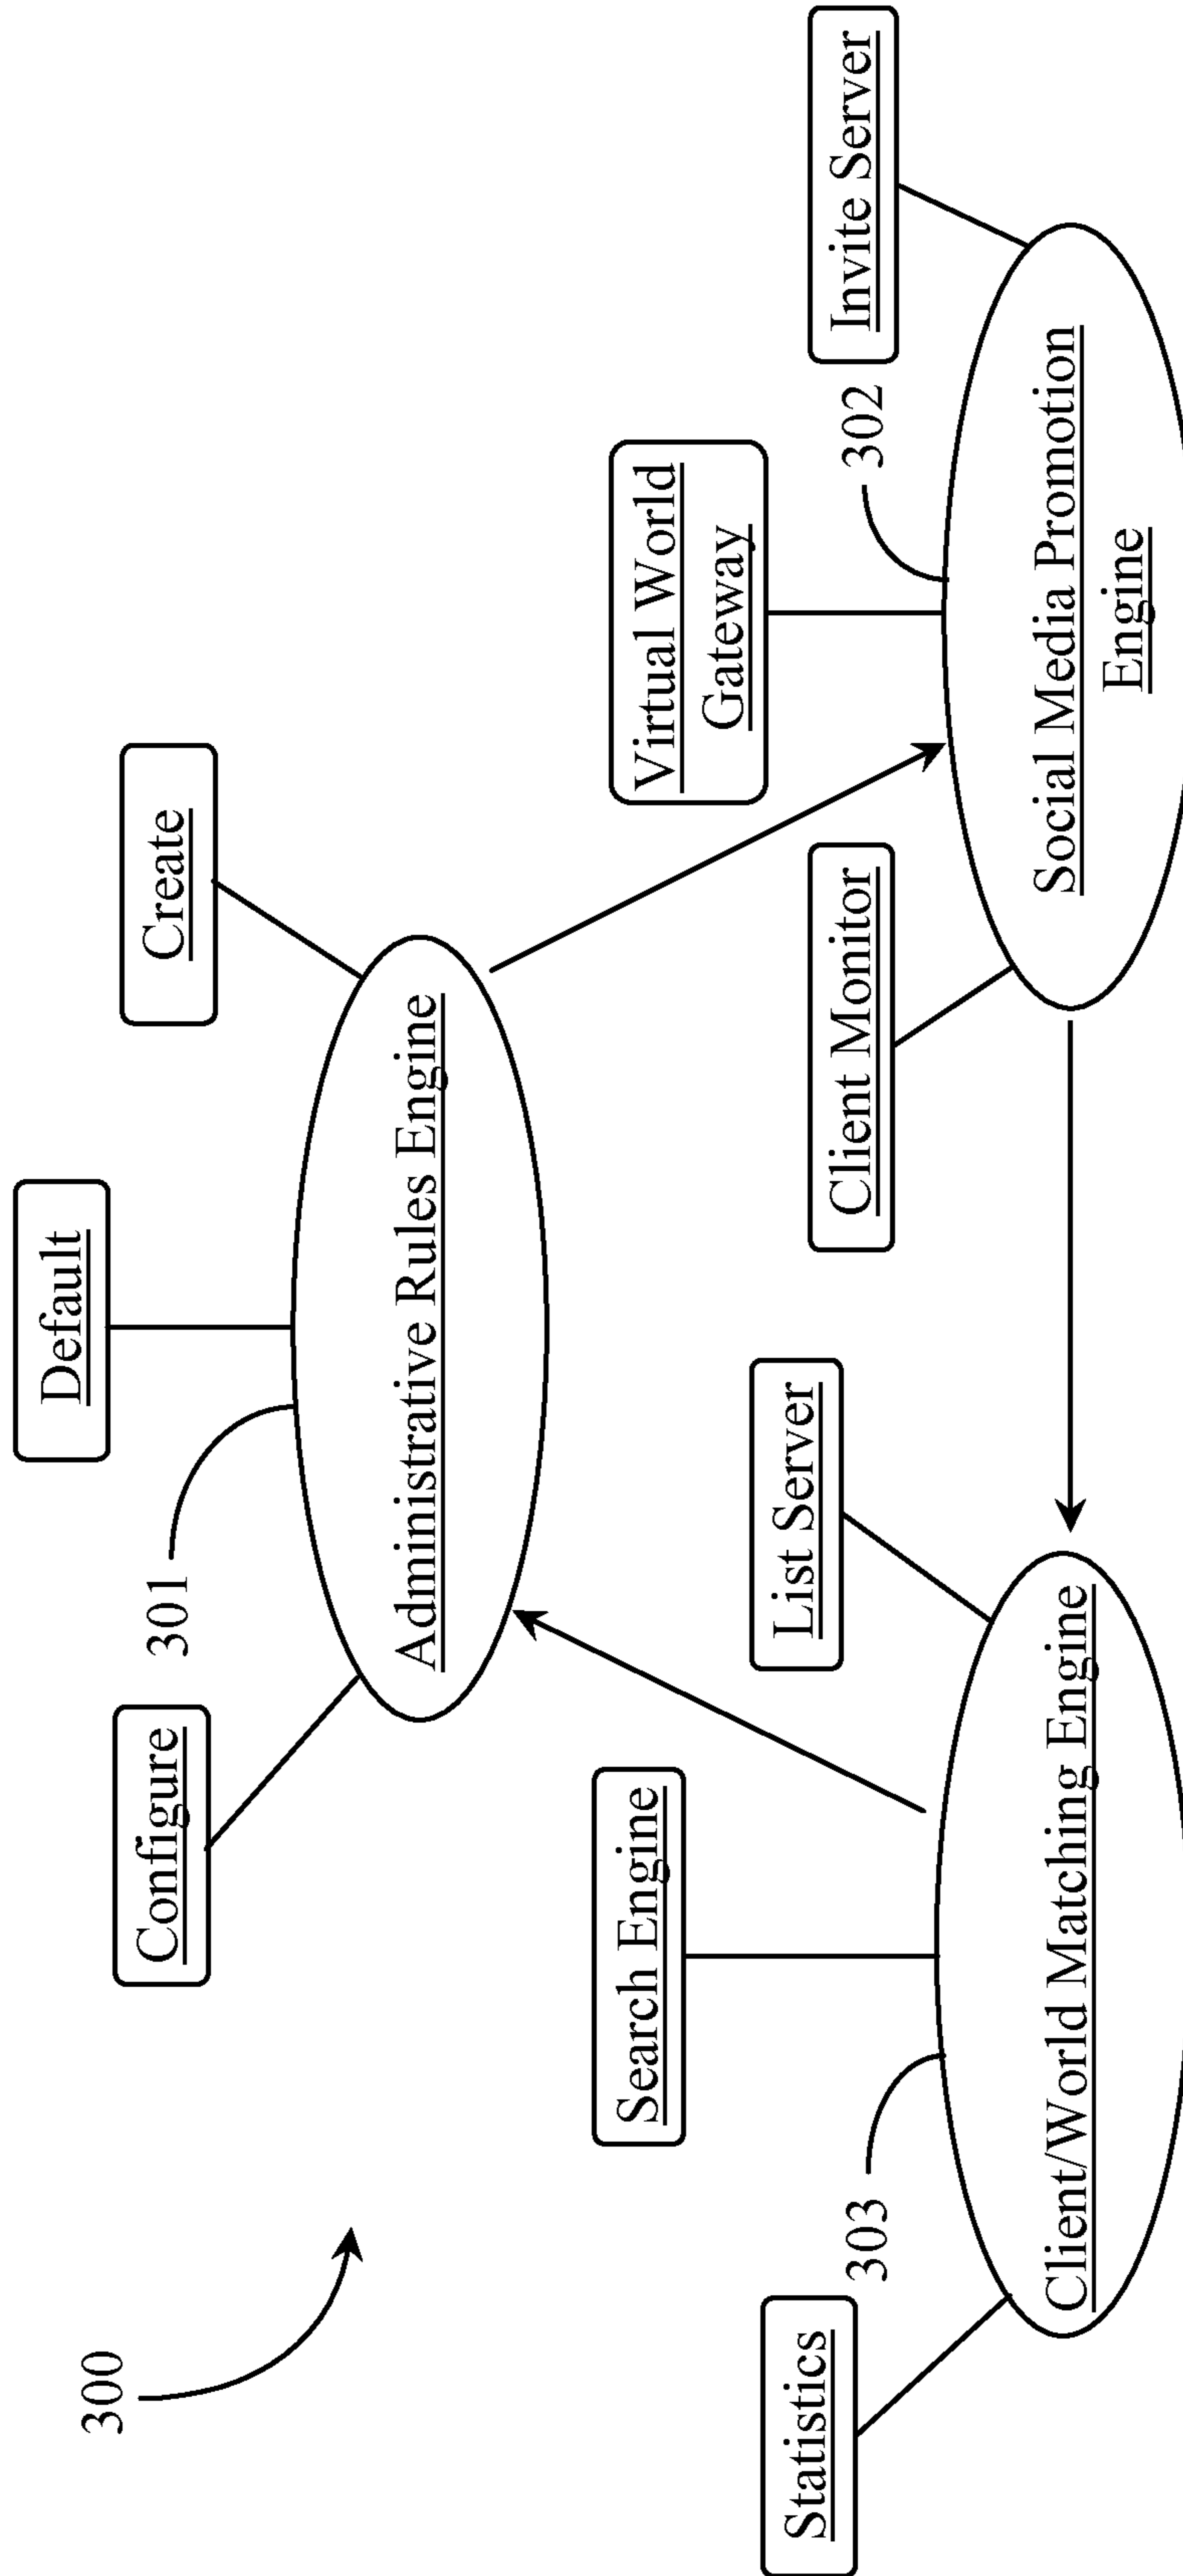 300
Default
Configure
301
Create
Administrative Rules Engine
Search Engine
Virtual World
Gateway
Statistics
303
List Server
Client Monitor
302
Invite Server
Client/World Matching Engine
Social Media Promotion
Engine